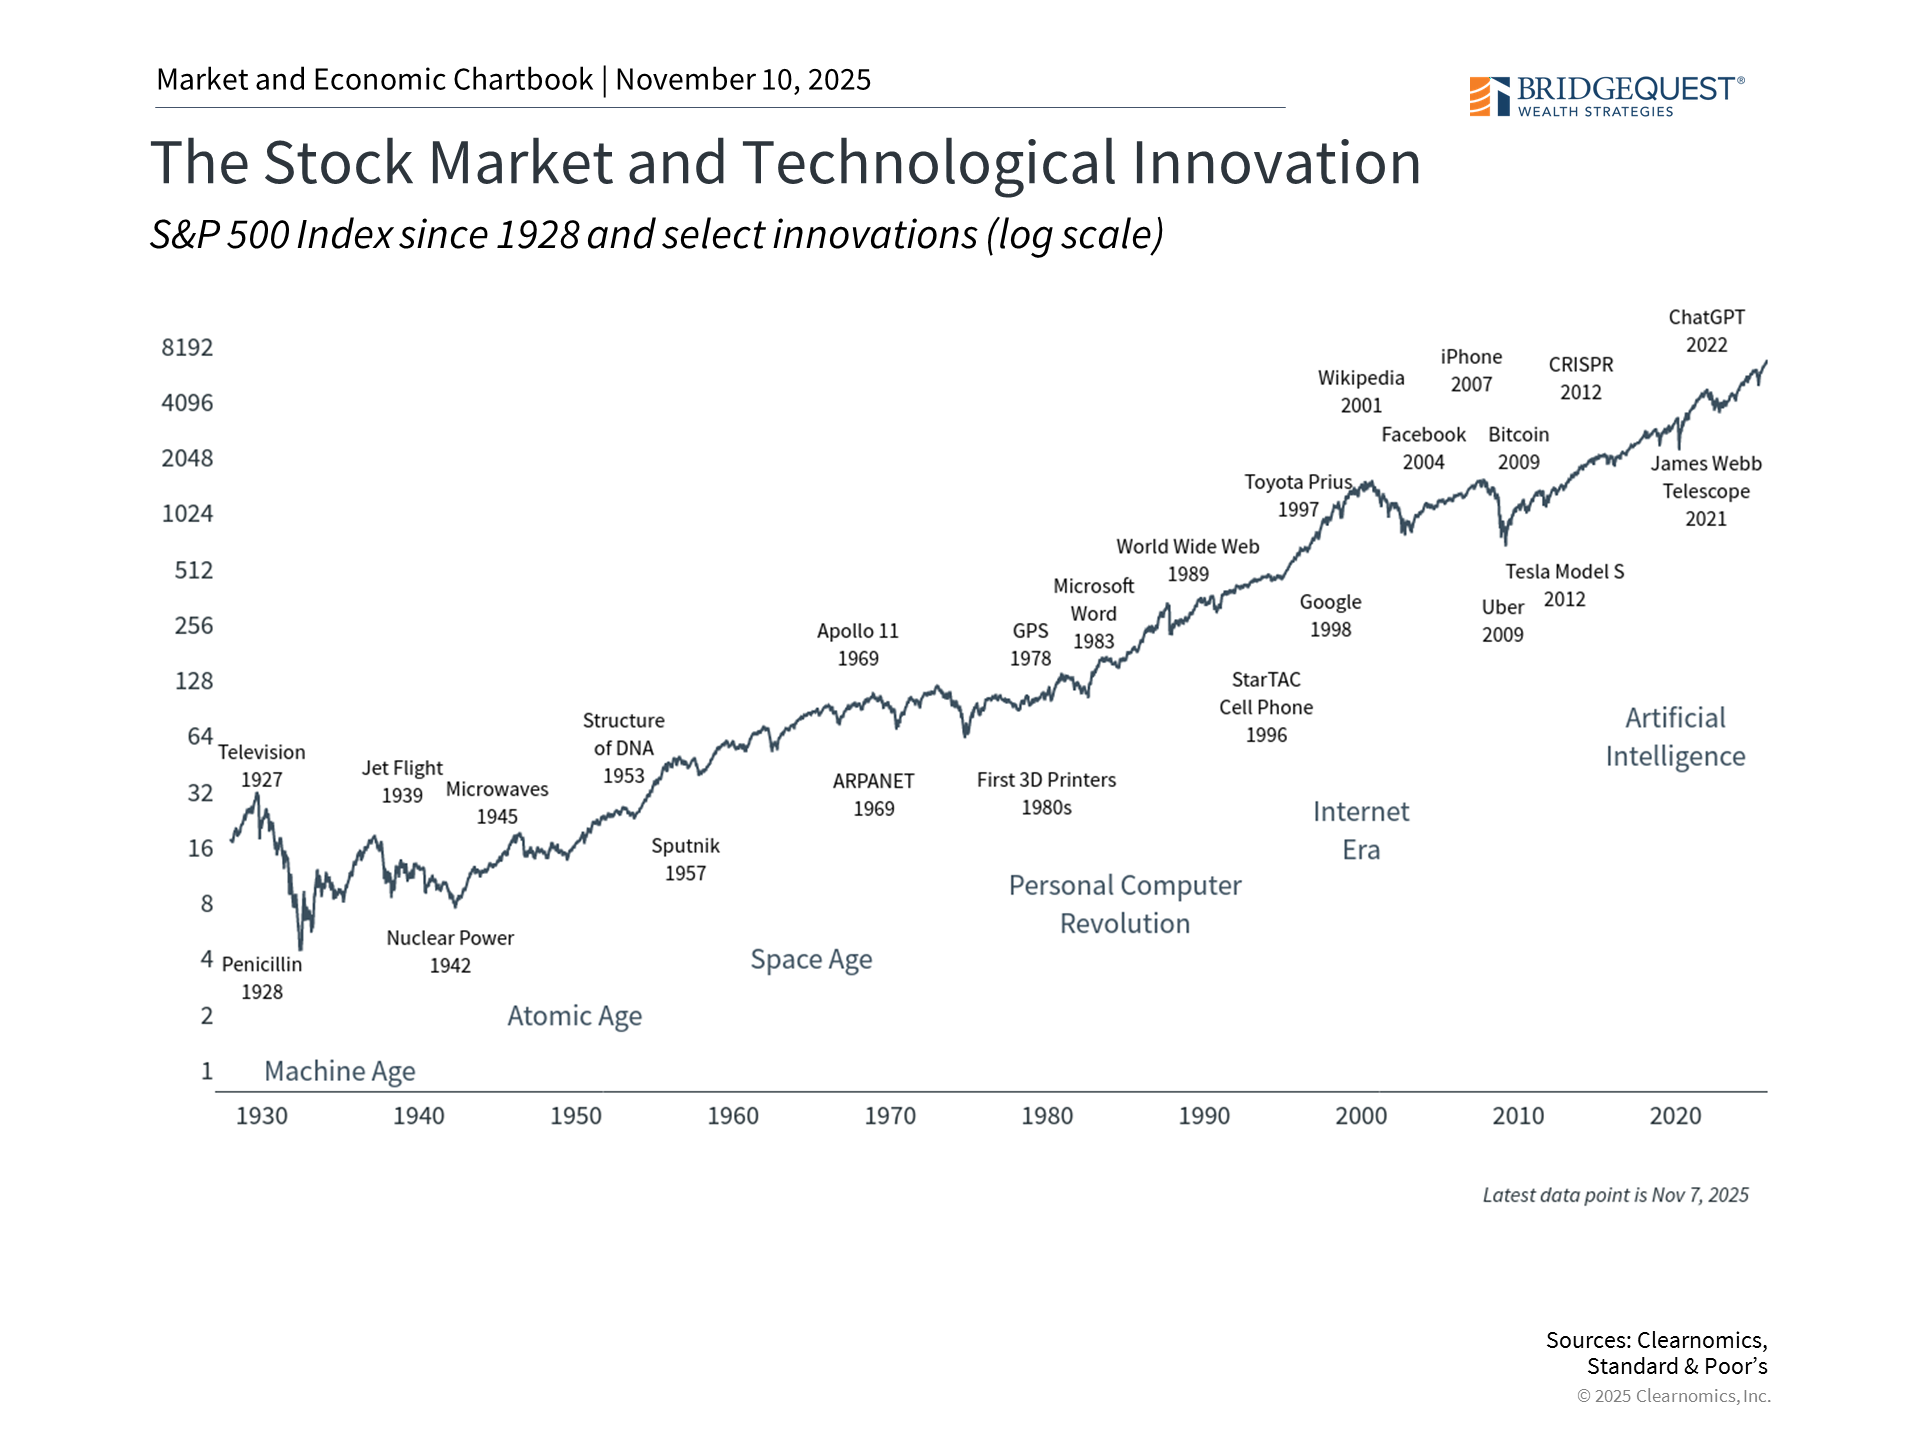 Market and Economic Chartbook | November 10, 2025
BRIDGEQUEST®
WEALTH STRATEGIES
The Stock Market and Technological Innovation
S&P 500 Index since 1928 and select innovations (log scale)
8192
4096
2048
1024
512
256
128
64
32
16
8
4
2
1
Television
1927
Penicillin
1928
Jet Flight
1939
Microwaves
1945
Nuclear Power
1942
Structure
of DNA
1953
Sputnik
1957
Apollo 11
1969
ARPANET
1969
GPS
1978
First 3D Printers
1980s
Microsoft
Word
1983
World Wide Web
1989
Toyota Prius
1997
StarTAC
Cell Phone
1996
Google
1998
Wikipedia
2001
Facebook
2004
iPhone
2007
Bitcoin
2009
Uber
2009
CRISPR
2012
Tesla Model S
2012
James Webb
Telescope
2021
ChatGPT
2022
Machine Age
Atomic Age
Space Age
Personal Computer
Revolution
Internet
Era
Artificial
Intelligence
1930
1940
1950
1960
1970
1980
1990
2000
2010
2020
Latest data point is Nov 7, 2025
Sources: Clearnomics,
Standard & Poor’s
© 2025 Clearnomics, Inc.